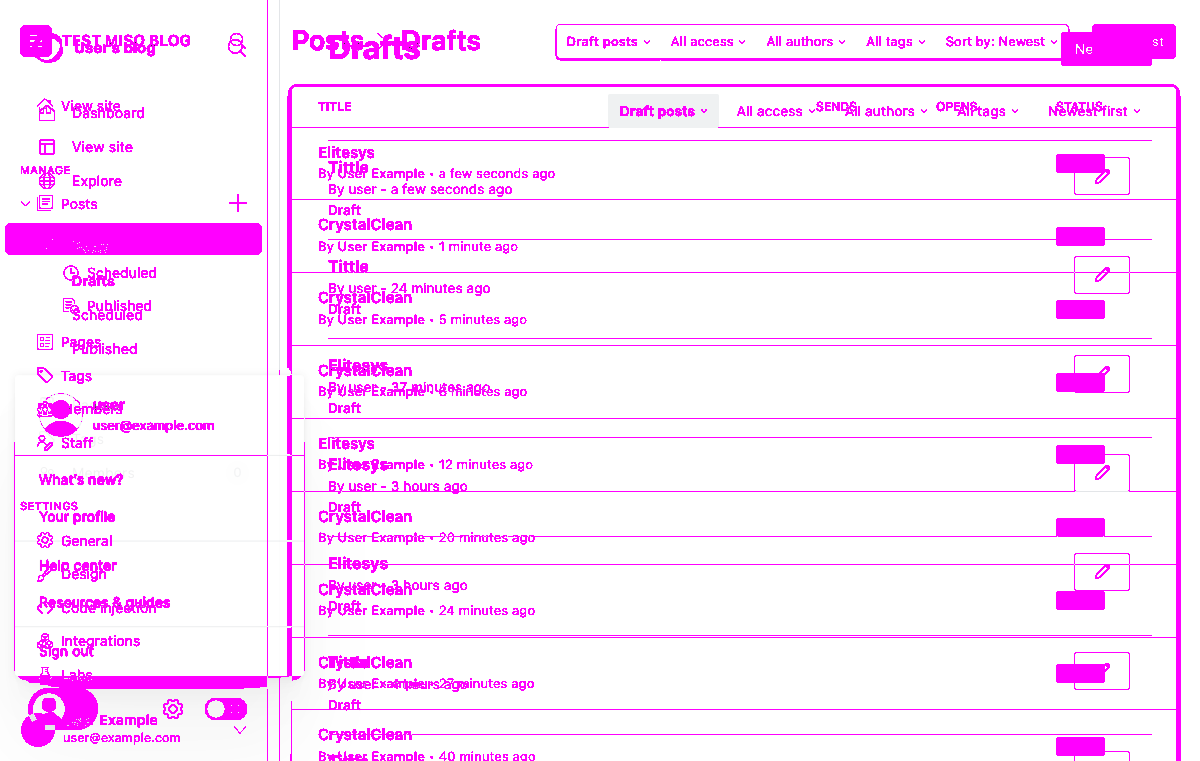 TEST MISO BLOG
User's Blog
Posts
Drafts
Drafts
Draft posts
All access
All authors
All tags
Sort by: Newest
Ne
st
View site
Dashboard
View site
MANAGE
Explore
Posts
Scheduled
Drafts
Published
Scheduled
Pages
Published
Tags
Members
user
user@example.com
Staff
What's new?
SETTINGS
Your profile
General
Help center
Design
Resources & guides
Code injection
Integrations
Sign out
Labs
Example
user@example.com
TITLE
SENDS
OPENS
STATUS
Draft posts
All access
All authors
All tags
Newest first
Elitesys
By User Example • a few seconds ago
Tittle
By user - a few seconds ago
Draft
CrystalClean
By User Example • 1 minute ago
Tittle
By user - 24 minutes ago
CrystalClean
Draft
By User Example • 5 minutes ago
Elitesys
CrystalClean
By user - 37 minutes ago
By User Example • 8 minutes ago
Draft
Elitesys
By User Example • 12 minutes ago
Elitesys
By user - 3 hours ago
Draft
CrystalClean
By User Example • 20 minutes ago
Elitesys
By user - 3 hours ago
CrystalClean
Draft
By User Example • 24 minutes ago
Tittle
CrystalClean
By User Example • 27 minutes ago
Draft
CrystalClean
By User Example • 40 minutes ago